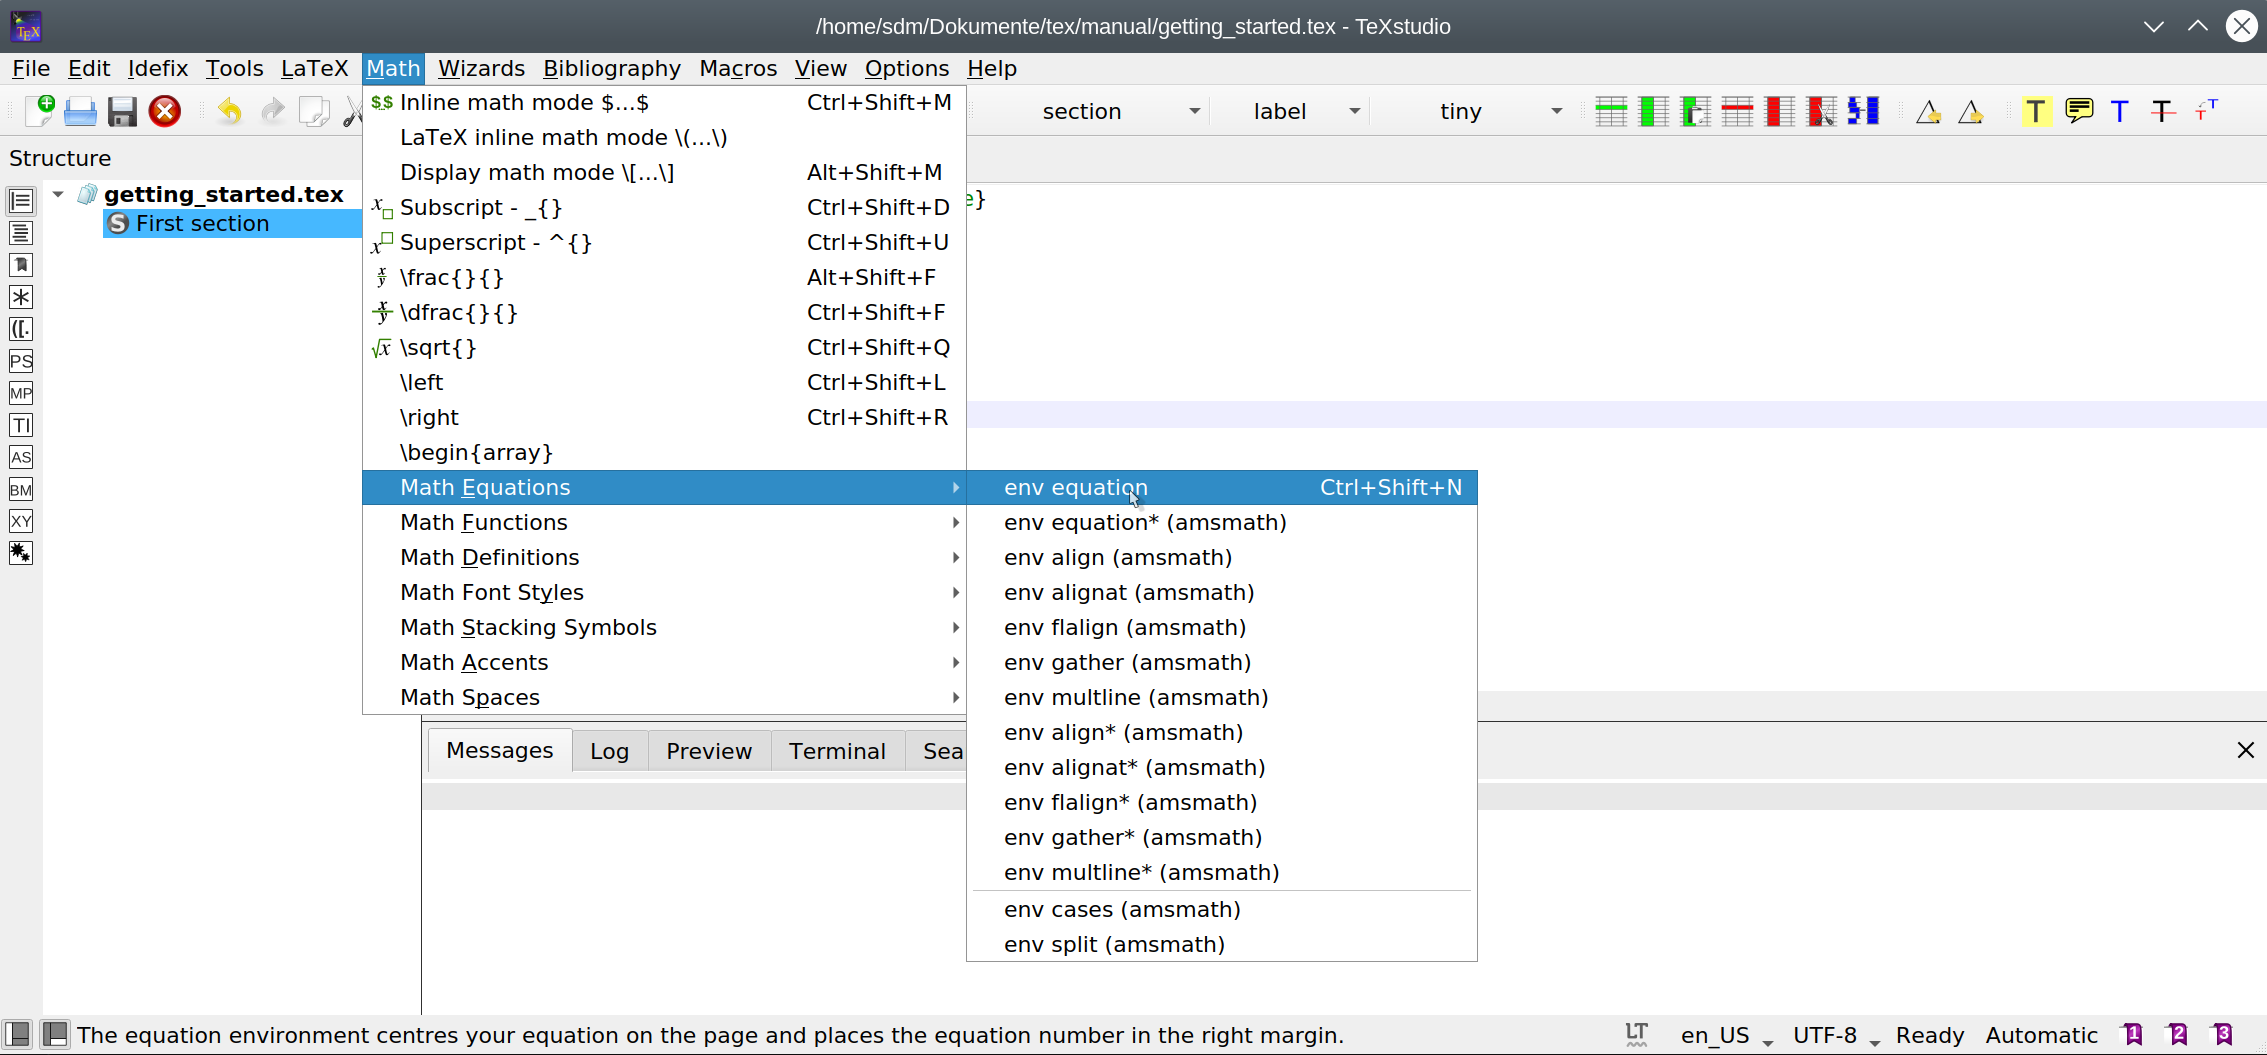 /home/sdm/Dokumente/tex/manual/getting_started.tex - TeXstudio
File Edit Idefix Tools LaTeX Math Wizards Bibliography Macros View Options Help
section label tiny
Structure
getting_started.tex
First section
$$ Inline math mode $...$ Ctrl+Shift+M
LaTeX inline math mode \(...\)
Display math mode \[...\] Alt+Shift+M
Subscript - _{} Ctrl+Shift+D
Superscript - ^{} Ctrl+Shift+U
\frac{}{} Alt+Shift+F
\dfrac{}{} Ctrl+Shift+F
\sqrt{} Ctrl+Shift+Q
\left Ctrl+Shift+L
\right Ctrl+Shift+R
\begin{array}
Math Equations
Math Functions
Math Definitions
Math Font Styles
Math Stacking Symbols
Math Accents
Math Spaces
e}
env equation Ctrl+Shift+N
env equation* (amsmath)
env align (amsmath)
env alignat (amsmath)
env flalign (amsmath)
env gather (amsmath)
env multline (amsmath)
env align* (amsmath)
env alignat* (amsmath)
env flalign* (amsmath)
env gather* (amsmath)
env multline* (amsmath)
env cases (amsmath)
env split (amsmath)
([.
PS
MP
TI
AS
BM
XY
Messages Log Preview Terminal Sea
The equation environment centres your equation on the page and places the equation number in the right margin.
LT en_US UTF-8 Ready Automatic 1 2 3